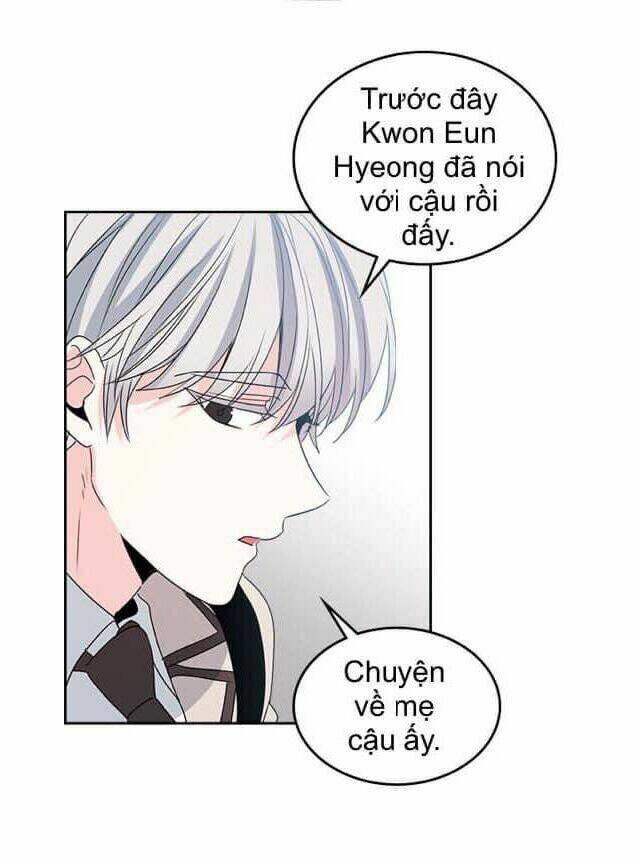 Trước đây
Kwon Eun
Hyeong đã nói
với cậu rồi
đấy.
Chuyện
về mẹ
cậu ấy.